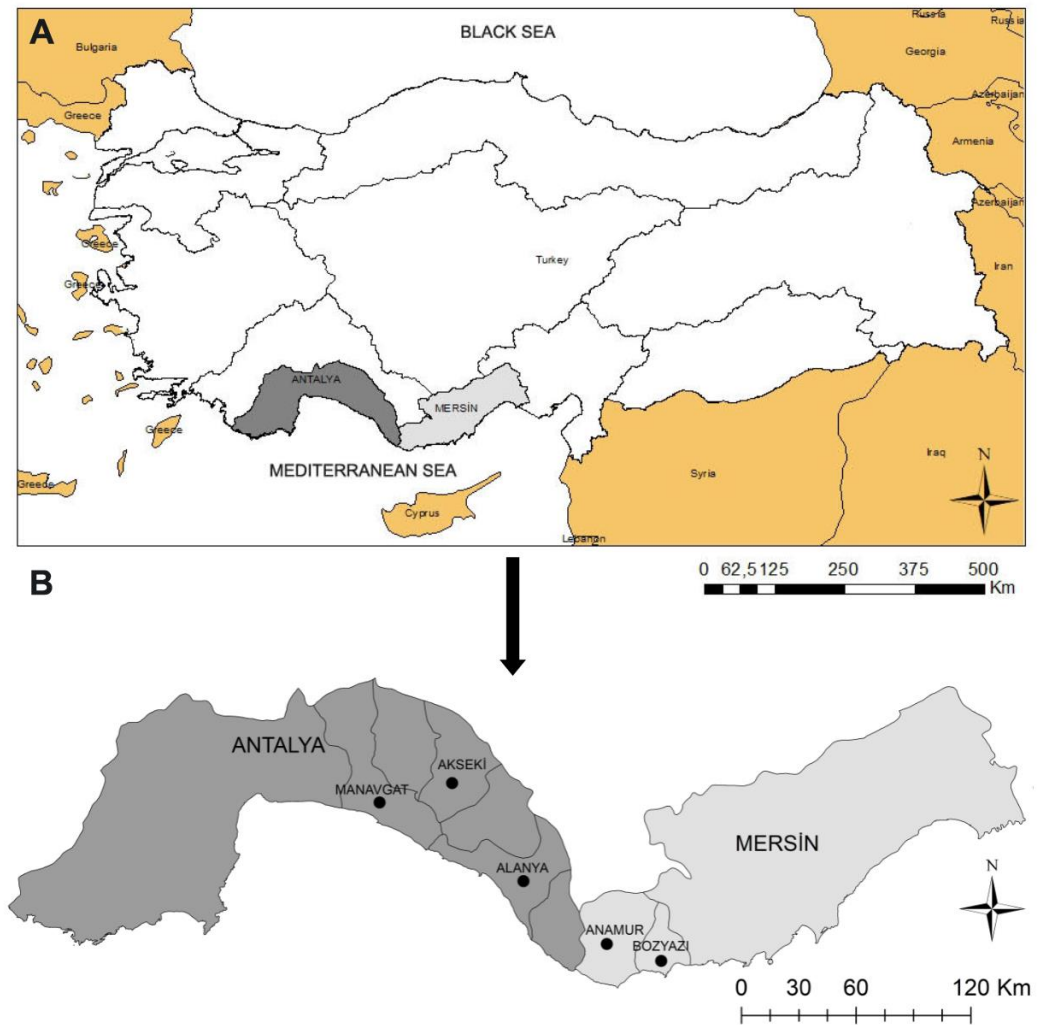 A
BLACK SEA
Russia
Russia
Bulgaria
Georgia
Azerbaijan
Greece
Armenia
Azerbaijan
Greece
Turkey
Iran
Greece
ANTALYA
MERSİN
Greece
MEDITERRANEAN SEA
Iraq
N
Syria
Greece
Cyprus
Lebanon
B
0 62,5 125 250 375 500
Km
ANTALYA
AKSEKİ
MANAVGAT
MERSİN
ALANYA
N
ANAMUR
BOZYAZI
0 30 60 120 Km